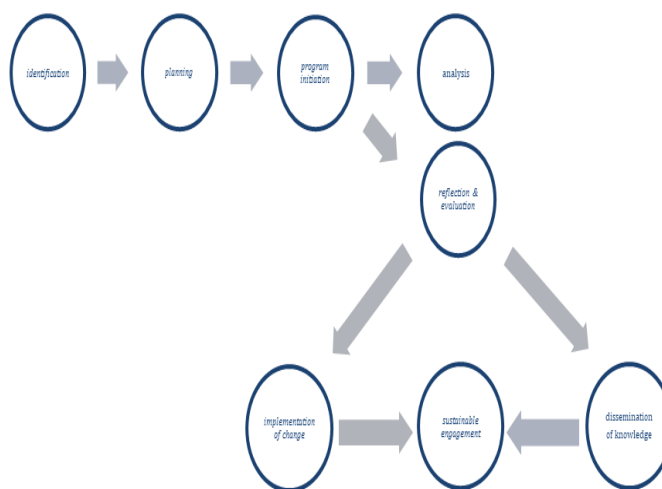 identification
planning
program
initiation
analysis
reflection &
evaluation
implementation
of change
sustainable
engagement
dissemination
of knowledge